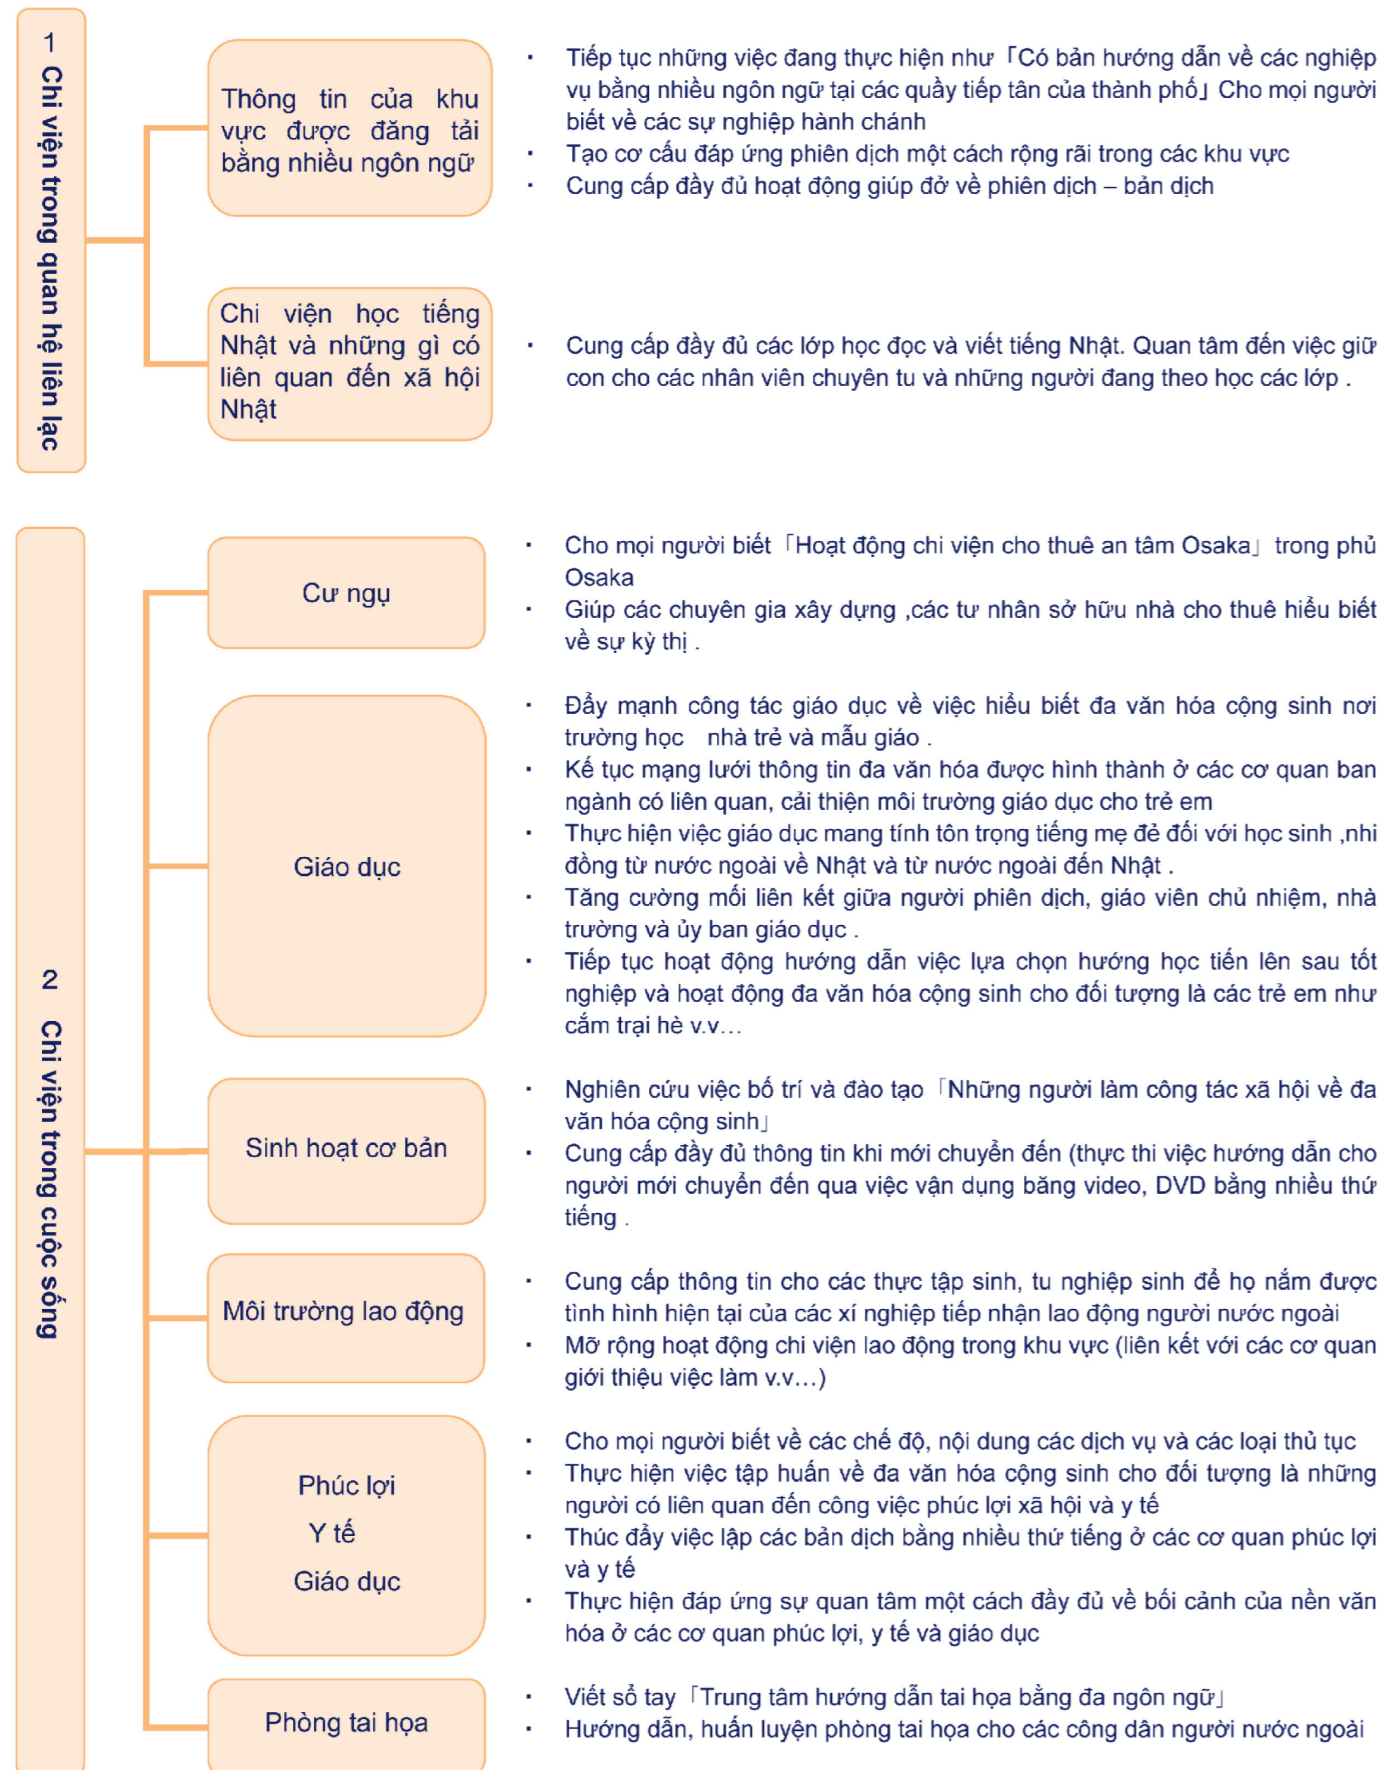 1 Chi viện trong quan hệ liên lạc
Thông tin của khu
vực được đăng tải
bằng nhiều ngôn ngữ
· Tiếp tục những việc đang thực hiện như「Có bản hướng dẫn về các nghiệp
vụ bằng nhiều ngôn ngữ tại các quầy tiếp tân của thành phố」Cho mọi người
biết về các sự nghiệp hành chánh
· Tạo cơ cấu đáp ứng phiên dịch một cách rộng rãi trong các khu vực
· Cung cấp đầy đủ hoạt động giúp đở về phiên dịch – bản dịch
Chi viện học tiếng
Nhật và những gì có
liên quan đến xã hội
Nhật
· Cung cấp đầy đủ các lớp học đọc và viết tiếng Nhật. Quan tâm đến việc giữ
con cho các nhân viên chuyên tu và những người đang theo học các lớp .
2 Chi viện trong cuộc sống
Cư ngụ
· Cho mọi người biết「Hoạt động chi viện cho thuê an tâm Osaka」trong phủ
Osaka
· Giúp các chuyên gia xây dựng ,các tư nhân sở hữu nhà cho thuê hiểu biết
về sự kỳ thị .
Giáo dục
· Đẩy mạnh công tác giáo dục về việc hiểu biết đa văn hóa cộng sinh nơi
trường học nhà trẻ và mẫu giáo .
· Kế tục mạng lưới thông tin đa văn hóa được hình thành ở các cơ quan ban
ngành có liên quan, cải thiện môi trường giáo dục cho trẻ em
· Thực hiện việc giáo dục mang tính tôn trọng tiếng mẹ đẻ đối với học sinh ,nhi
đồng từ nước ngoài về Nhật và từ nước ngoài đến Nhật .
· Tăng cường mối liên kết giữa người phiên dịch, giáo viên chủ nhiệm, nhà
trường và ủy ban giáo dục .
· Tiếp tục hoạt động hướng dẫn việc lựa chọn hướng học tiến lên sau tốt
nghiệp và hoạt động đa văn hóa cộng sinh cho đối tượng là các trẻ em như
cắm trại hè v.v…
Sinh hoạt cơ bản
· Nghiên cứu việc bố trí và đào tạo「Những người làm công tác xã hội về đa
văn hóa cộng sinh」
· Cung cấp đầy đủ thông tin khi mới chuyển đến (thực thi việc hướng dẫn cho
người mới chuyển đến qua việc vận dụng băng video, DVD bằng nhiều thứ
tiếng .
Môi trường lao động
· Cung cấp thông tin cho các thực tập sinh, tu nghiệp sinh để họ nắm được
tình hình hiện tại của các xí nghiệp tiếp nhận lao động người nước ngoài
· Mỡ rộng hoạt động chi viện lao động trong khu vực (liên kết với các cơ quan
giới thiệu việc làm v.v…)
Phúc lợi
Y tế
Giáo dục
· Cho mọi người biết về các chế độ, nội dung các dịch vụ và các loại thủ tục
· Thực hiện việc tập huấn về đa văn hóa cộng sinh cho đối tượng là những
người có liên quan đến công việc phúc lợi xã hội và y tế
· Thúc đẩy việc lập các bản dịch bằng nhiều thứ tiếng ở các cơ quan phúc lợi
và y tế
· Thực hiện đáp ứng sự quan tâm một cách đầy đủ về bối cảnh của nền văn
hóa ở các cơ quan phúc lợi, y tế và giáo dục
Phòng tai họa
· Viết sổ tay「Trung tâm hướng dẫn tai họa bằng đa ngôn ngữ」
· Hướng dẫn, huấn luyện phòng tai họa cho các công dân người nước ngoài